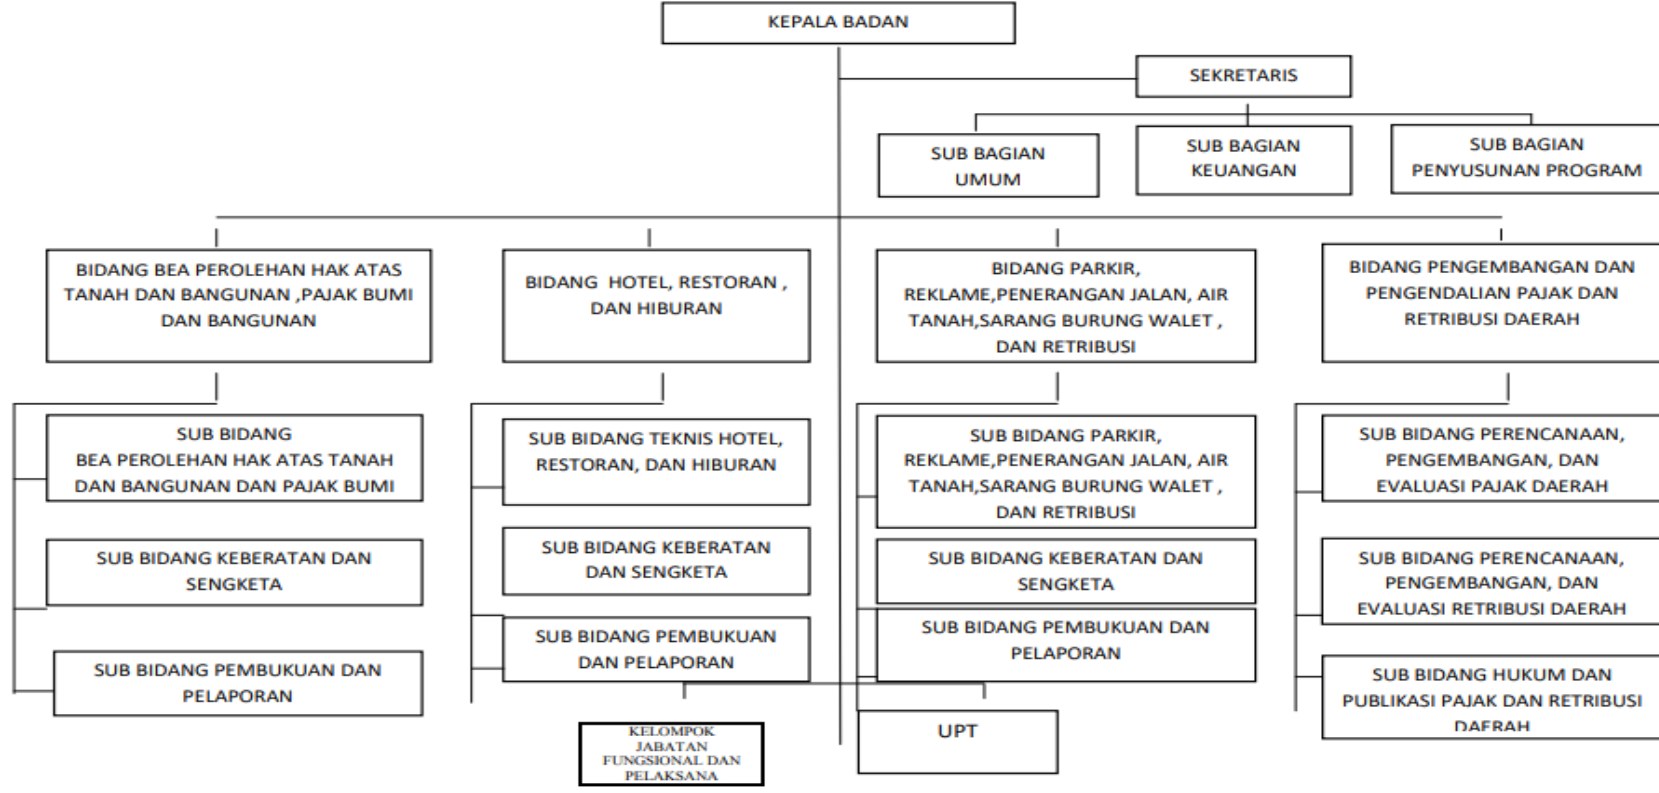 KEPALA BADAN
SEKRETARIS
SUB BAGIAN
UMUM
SUB BAGIAN
KEUANGAN
SUB BAGIAN
PENYUSUNAN PROGRAM
BIDANG BEA PEROLEHAN HAK ATAS
TANAH DAN BANGUNAN ,PAJAK BUMI
DAN BANGUNAN
BIDANG HOTEL, RESTORAN ,
DAN HIBURAN
BIDANG PARKIR,
REKLAME,PENERANGAN JALAN, AIR
TANAH,SARANG BURUNG WALET ,
DAN RETRIBUSI
BIDANG PENGEMBANGAN DAN
PENGENDALIAN PAJAK DAN
RETRIBUSI DAERAH
SUB BIDANG
BEA PEROLEHAN HAK ATAS TANAH
DAN BANGUNAN DAN PAJAK BUMI
SUB BIDANG KEBERATAN DAN
SENGKETA
SUB BIDANG PEMBUKUAN DAN
PELAPORAN
SUB BIDANG TEKNIS HOTEL,
RESTORAN, DAN HIBURAN
SUB BIDANG KEBERATAN
DAN SENGKETA
SUB BIDANG PEMBUKUAN
DAN PELAPORAN
SUB BIDANG PARKIR,
REKLAME,PENERANGAN JALAN, AIR
TANAH,SARANG BURUNG WALET ,
DAN RETRIBUSI
SUB BIDANG KEBERATAN DAN
SENGKETA
SUB BIDANG PEMBUKUAN DAN
PELAPORAN
SUB BIDANG PERENCANAAN,
PENGEMBANGAN, DAN
EVALUASI PAJAK DAERAH
SUB BIDANG PERENCANAAN,
PENGEMBANGAN, DAN
EVALUASI RETRIBUSI DAERAH
SUB BIDANG HUKUM DAN
PUBLIKASI PAJAK DAN RETRIBUSI
DAERAH
KELOMPOK
JABATAN
FUNGSIONAL DAN
PELAKSANA
UPT